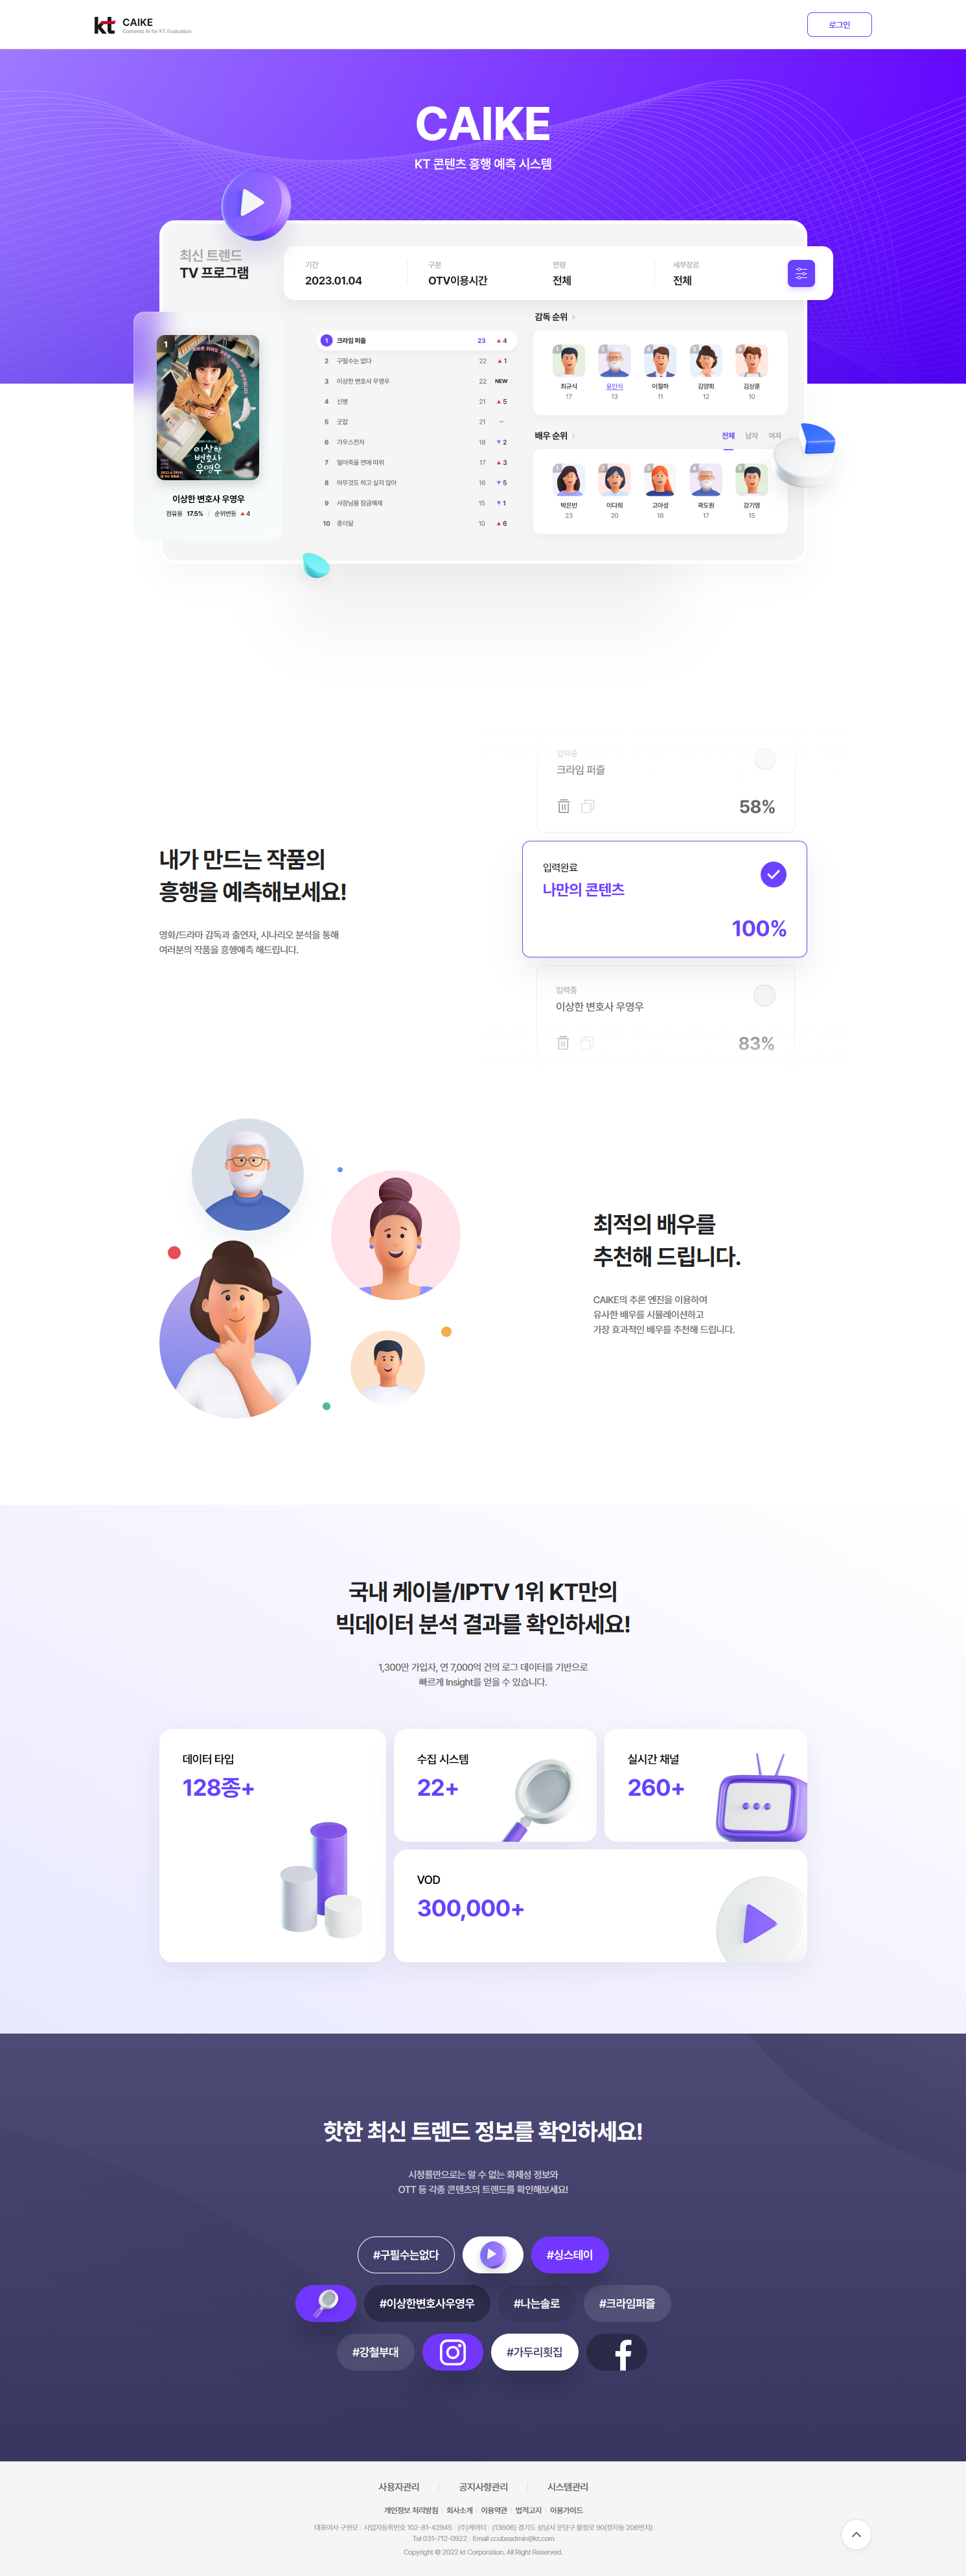 kt CAIKE
Contents AI for KT Evaluation
로그인
CAIKE
KT 콘텐츠 흥행 예측 시스템
최신 트렌드
TV 프로그램
기간
2023.01.04
구분
OTV이용시간
연령
전체
세부장르
전체
1
이상한
변호사
우영우
이상한 변호사 우영우
점유율 17.5% 순위변동 ▲4
1 크라임 퍼즐 23 ▲ 4
2 구필수는 없다 22 ▲ 1
3 이상한 변호사 우영우 22 NEW
4 신병 21 ▲ 5
5 굿잡 21 –
6 가우스전자 18 ▼ 2
7 얼어죽을 연애 따위 17 ▲ 3
8 아무것도 하고 싶지 않아 16 ▼ 5
9 사장님을 잠금해제 15 ▼ 1
10 종이달 10 ▲ 6
감독 순위 >
1 2 3 4 5
최규식 윤인식 이철하 김양희 김상훈
17 13 11 12 10
배우 순위 >
전체 남자 여자
1 2 3 4 5
박은빈 이다희 고아성 곽도원 강기영
23 20 18 17 15
내가 만드는 작품의
흥행을 예측해보세요!
영화/드라마 감독과 출연자, 시나리오 분석을 통해
여러분의 작품을 흥행예측 해드립니다.
입력중
크라임 퍼즐
58%
입력완료
나만의 콘텐츠
100%
입력중
이상한 변호사 우영우
83%
최적의 배우를
추천해 드립니다.
CAIKE의 추론 엔진을 이용하여
유사한 배우를 시뮬레이션하고
가장 효과적인 배우를 추천해 드립니다.
국내 케이블/IPTV 1위 KT만의
빅데이터 분석 결과를 확인하세요!
1,300만 가입자, 연 7,000억 건의 로그 데이터를 기반으로
빠르게 Insight를 얻을 수 있습니다.
데이터 타입
128종+
수집 시스템
22+
실시간 채널
260+
VOD
300,000+
핫한 최신 트렌드 정보를 확인하세요!
시청률만으로는 알 수 없는 화제성 정보와
OTT 등 각종 콘텐츠의 트렌드를 확인해보세요!
#구필수는없다
#싱스테이
#이상한변호사우영우
#나는솔로
#크라임퍼즐
#강철부대
#가두리횟집
사용자관리 공지사항관리 시스템관리
개인정보 처리방침 회사소개 이용약관 법적고지 이용가이드
대표이사 구현모 사업자등록번호 102-81-42945 (주)케이티 (13606) 경기도 성남시 분당구 불정로 90(정자동 206번지)
Tel 031-712-0922 Email ccubeadmin@kt.com
Copyright © 2022 kt Corporation. All Right Reserved.